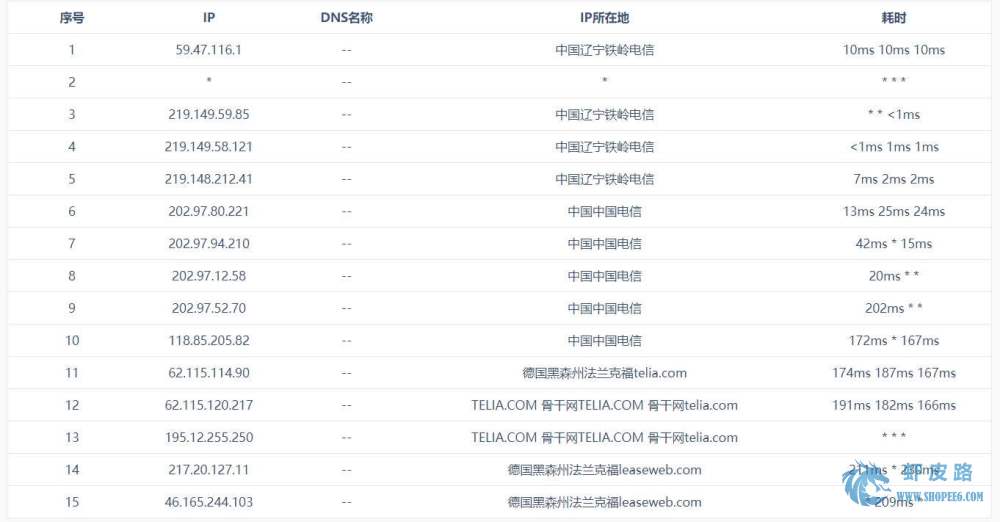 序号 IP DNS名称 IP所在地 耗时
1 59.47.116.1 -- 中国辽宁铁岭电信 10ms 10ms 10ms
2 * -- * * * *
3 219.149.59.85 -- 中国辽宁铁岭电信 * * <1ms
4 219.149.58.121 -- 中国辽宁铁岭电信 <1ms 1ms 1ms
5 219.148.212.41 -- 中国辽宁铁岭电信 7ms 2ms 2ms
6 202.97.80.221 -- 中国中国电信 13ms 25ms 24ms
7 202.97.94.210 -- 中国中国电信 42ms * 15ms
8 202.97.12.58 -- 中国中国电信 20ms * *
9 202.97.52.70 -- 中国中国电信 202ms * *
10 118.85.205.82 -- 中国中国电信 172ms * 167ms
11 62.115.114.90 -- 德国黑森州法兰克福telia.com 174ms 187ms 167ms
12 62.115.120.217 -- TELIA.COM 骨干网TELIA.COM 骨干网telia.com 191ms 182ms 166ms
13 195.12.255.250 -- TELIA.COM 骨干网TELIA.COM 骨干网telia.com * * *
14 217.20.127.11 -- 德国黑森州法兰克福leaseweb.com 211ms *
15 46.165.244.103 -- 德国黑森州法兰克福leaseweb.com * 209ms *
虾皮路
WWW.SHOPEE6.COM